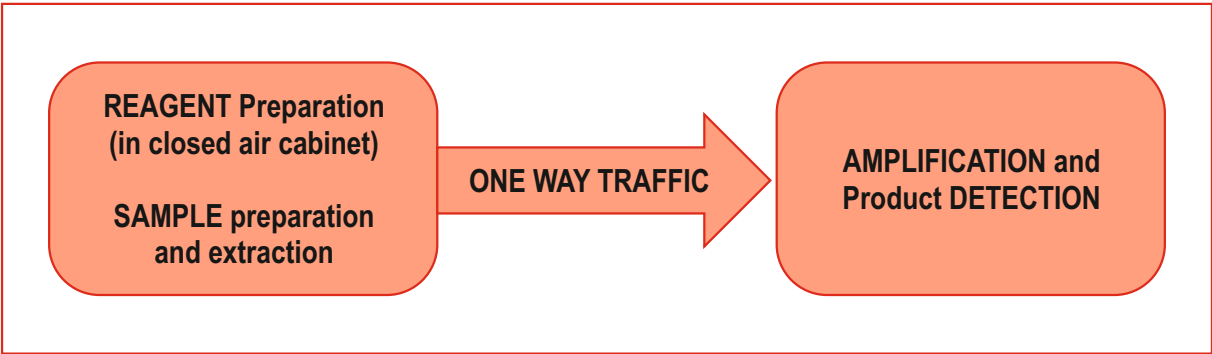 REAGENT Preparation
(in closed air cabinet)
SAMPLE preparation
and extraction
ONE WAY TRAFFIC
AMPLIFICATION and
Product DETECTION